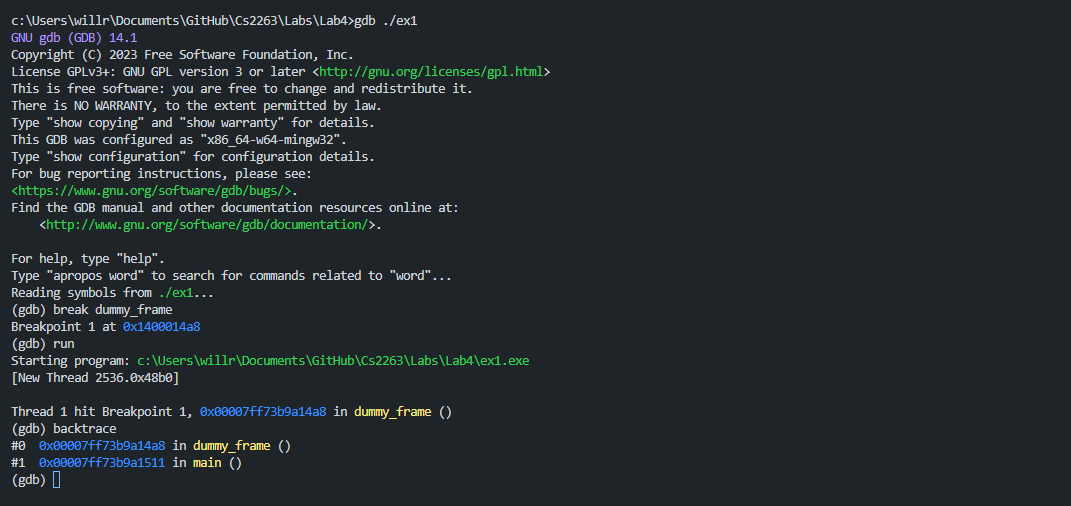 c:\Users\willr\Documents\GitHub\Cs2263\Labs\Lab4>gdb ./ex1
GNU gdb (GDB) 14.1
Copyright (C) 2023 Free Software Foundation, Inc.
License GPLv3+: GNU GPL version 3 or later <http://gnu.org/licenses/gpl.html>
This is free software: you are free to change and redistribute it.
There is NO WARRANTY, to the extent permitted by law.
Type "show copying" and "show warranty" for details.
This GDB was configured as "x86_64-w64-mingw32".
Type "show configuration" for configuration details.
For bug reporting instructions, please see:
<https://www.gnu.org/software/gdb/bugs/>.
Find the GDB manual and other documentation resources online at:
    <http://www.gnu.org/software/gdb/documentation/>.

For help, type "help".
Type "apropos word" to search for commands related to "word"...
Reading symbols from ./ex1...
(gdb) break dummy_frame
Breakpoint 1 at 0x1400014a8
(gdb) run
Starting program: c:\Users\willr\Documents\GitHub\Cs2263\Labs\Lab4\ex1.exe
[New Thread 2536.0x48b0]

Thread 1 hit Breakpoint 1, 0x00007ff73b9a14a8 in dummy_frame ()
(gdb) backtrace
#0  0x00007ff73b9a14a8 in dummy_frame ()
#1  0x00007ff73b9a1511 in main ()
(gdb)